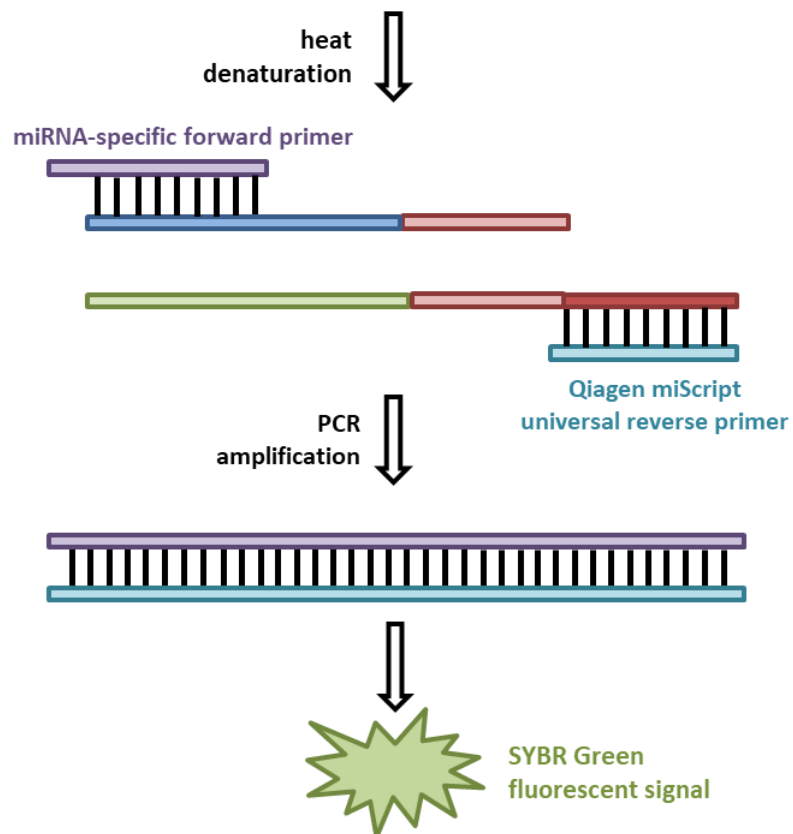 heat
denaturation
miRNA-specific forward primer
Qiagen miScript
universal reverse primer
PCR
amplification
SYBR Green
fluorescent signal